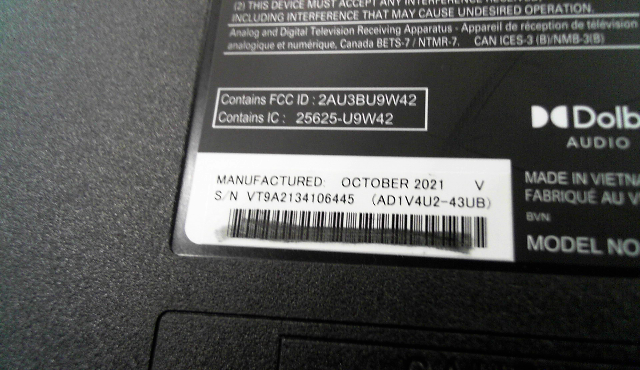 (2) THIS DEVICE MUST ACCEPT ANY INTERFERENCE RECEIVED,
INCLUDING INTERFERENCE THAT MAY CAUSE UNDESIRED OPERATION.
Analog and Digital Television Receiving Apparatus - Appareil de réception de télévision
analogique et numérique, Canada BETS-7 / NTMR-7. CAN ICES-3 (B)/NMB-3(B)
Contains FCC ID : 2AU3BU9W42
Contains IC : 25625-U9W42
Dolb
AUDIO
MANUFACTURED: OCTOBER 2021 V
S/N VT9A2134106445 (AD1V4U2-43UB)
MADE IN VIETNA
FABRIQUÉ AU V
BVN
MODEL NO